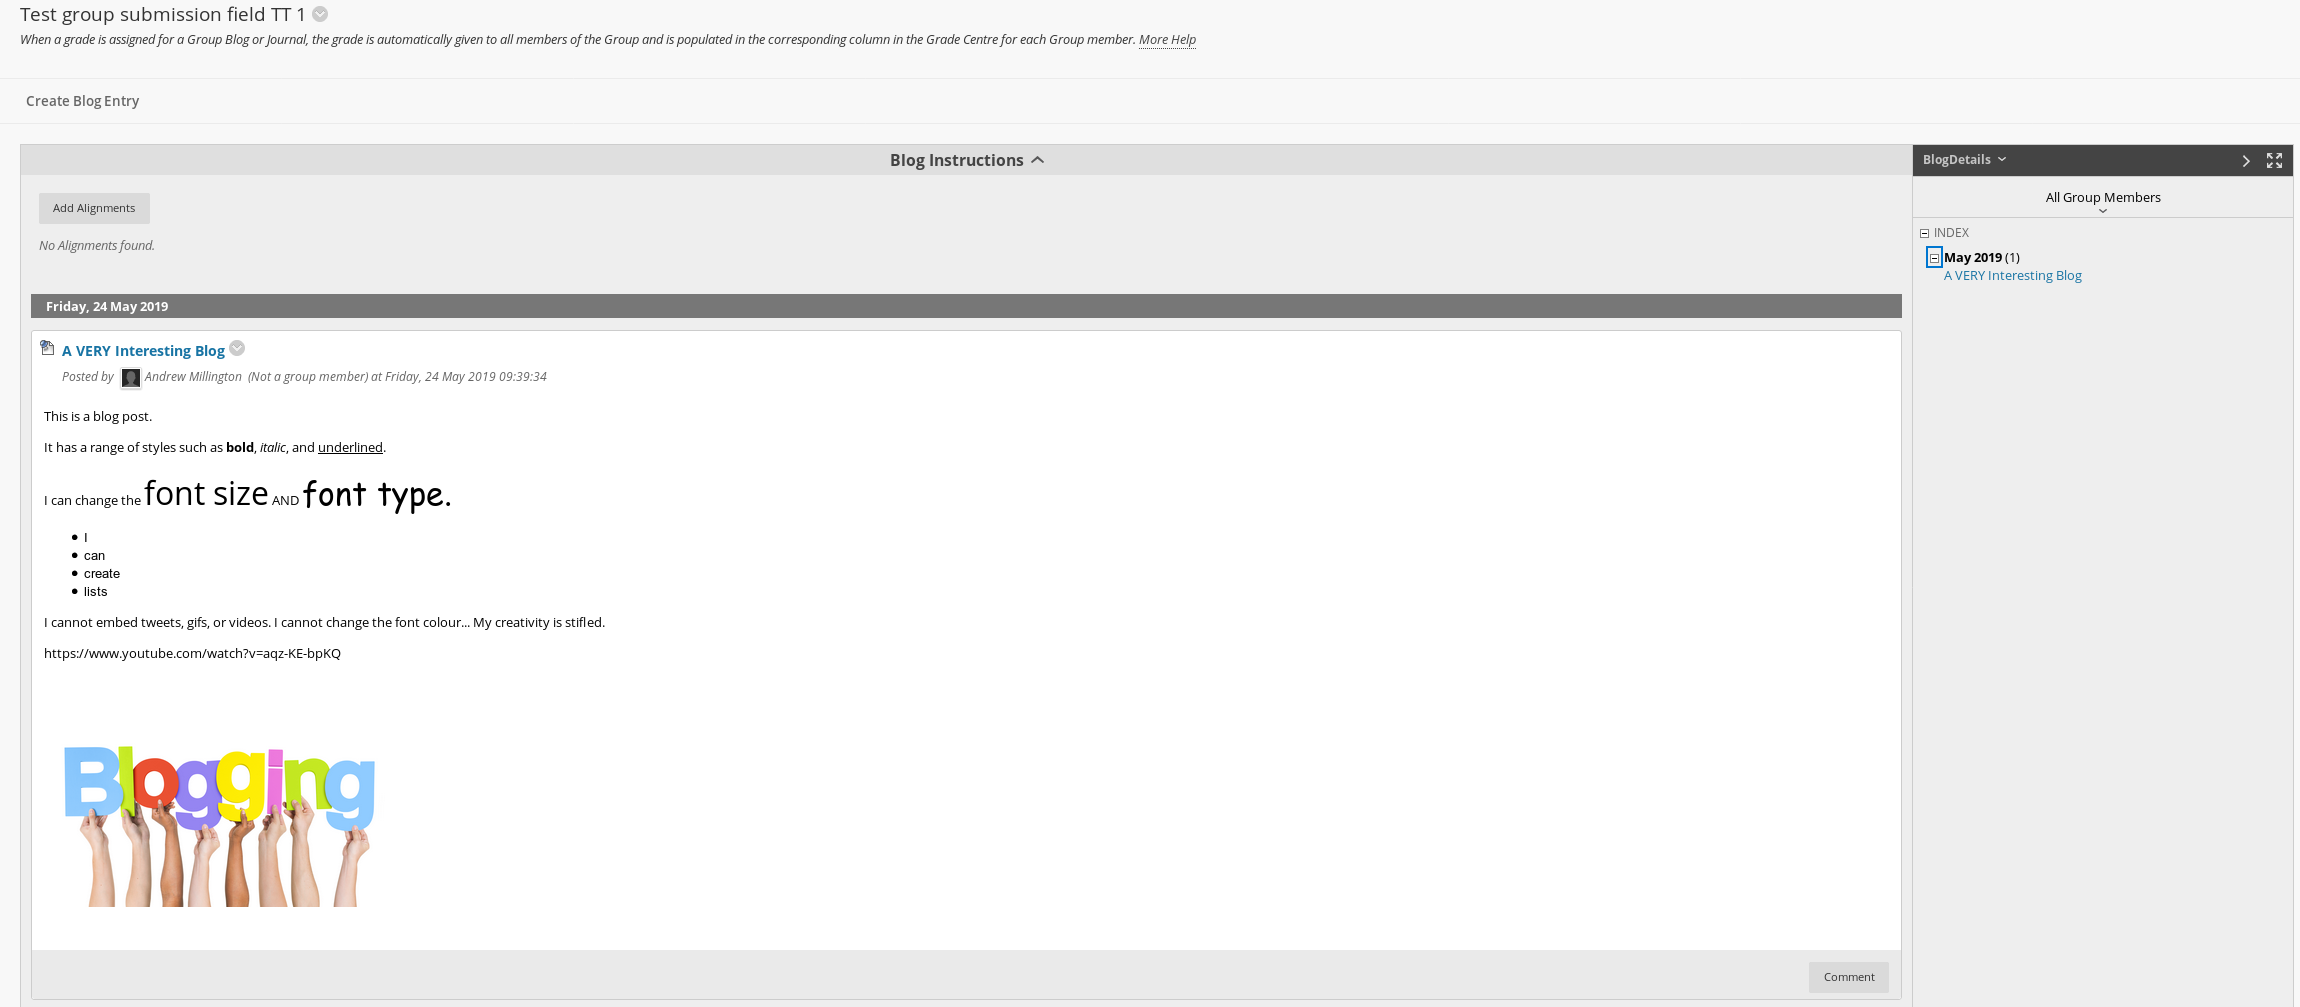 Test group submission field TT 1
When a grade is assigned for a Group Blog or Journal, the grade is automatically given to all members of the Group and is populated in the corresponding column in the Grade Centre for each Group member. More Help
Create Blog Entry
Blog Instructions
Add Alignments
No Alignments found.
Friday, 24 May 2019
A VERY Interesting Blog
Posted by Andrew Millington (Not a group member) at Friday, 24 May 2019 09:39:34
This is a blog post.
It has a range of styles such as bold, italic, and underlined.
I can change the font size AND font type.
• I
• can
• create
• lists
I cannot embed tweets, gifs, or videos. I cannot change the font colour... My creativity is stifled.
https://www.youtube.com/watch?v=aqz-KE-bpKQ
Blogging
Comment
BlogDetails
All Group Members
INDEX
May 2019 (1)
A VERY Interesting Blog